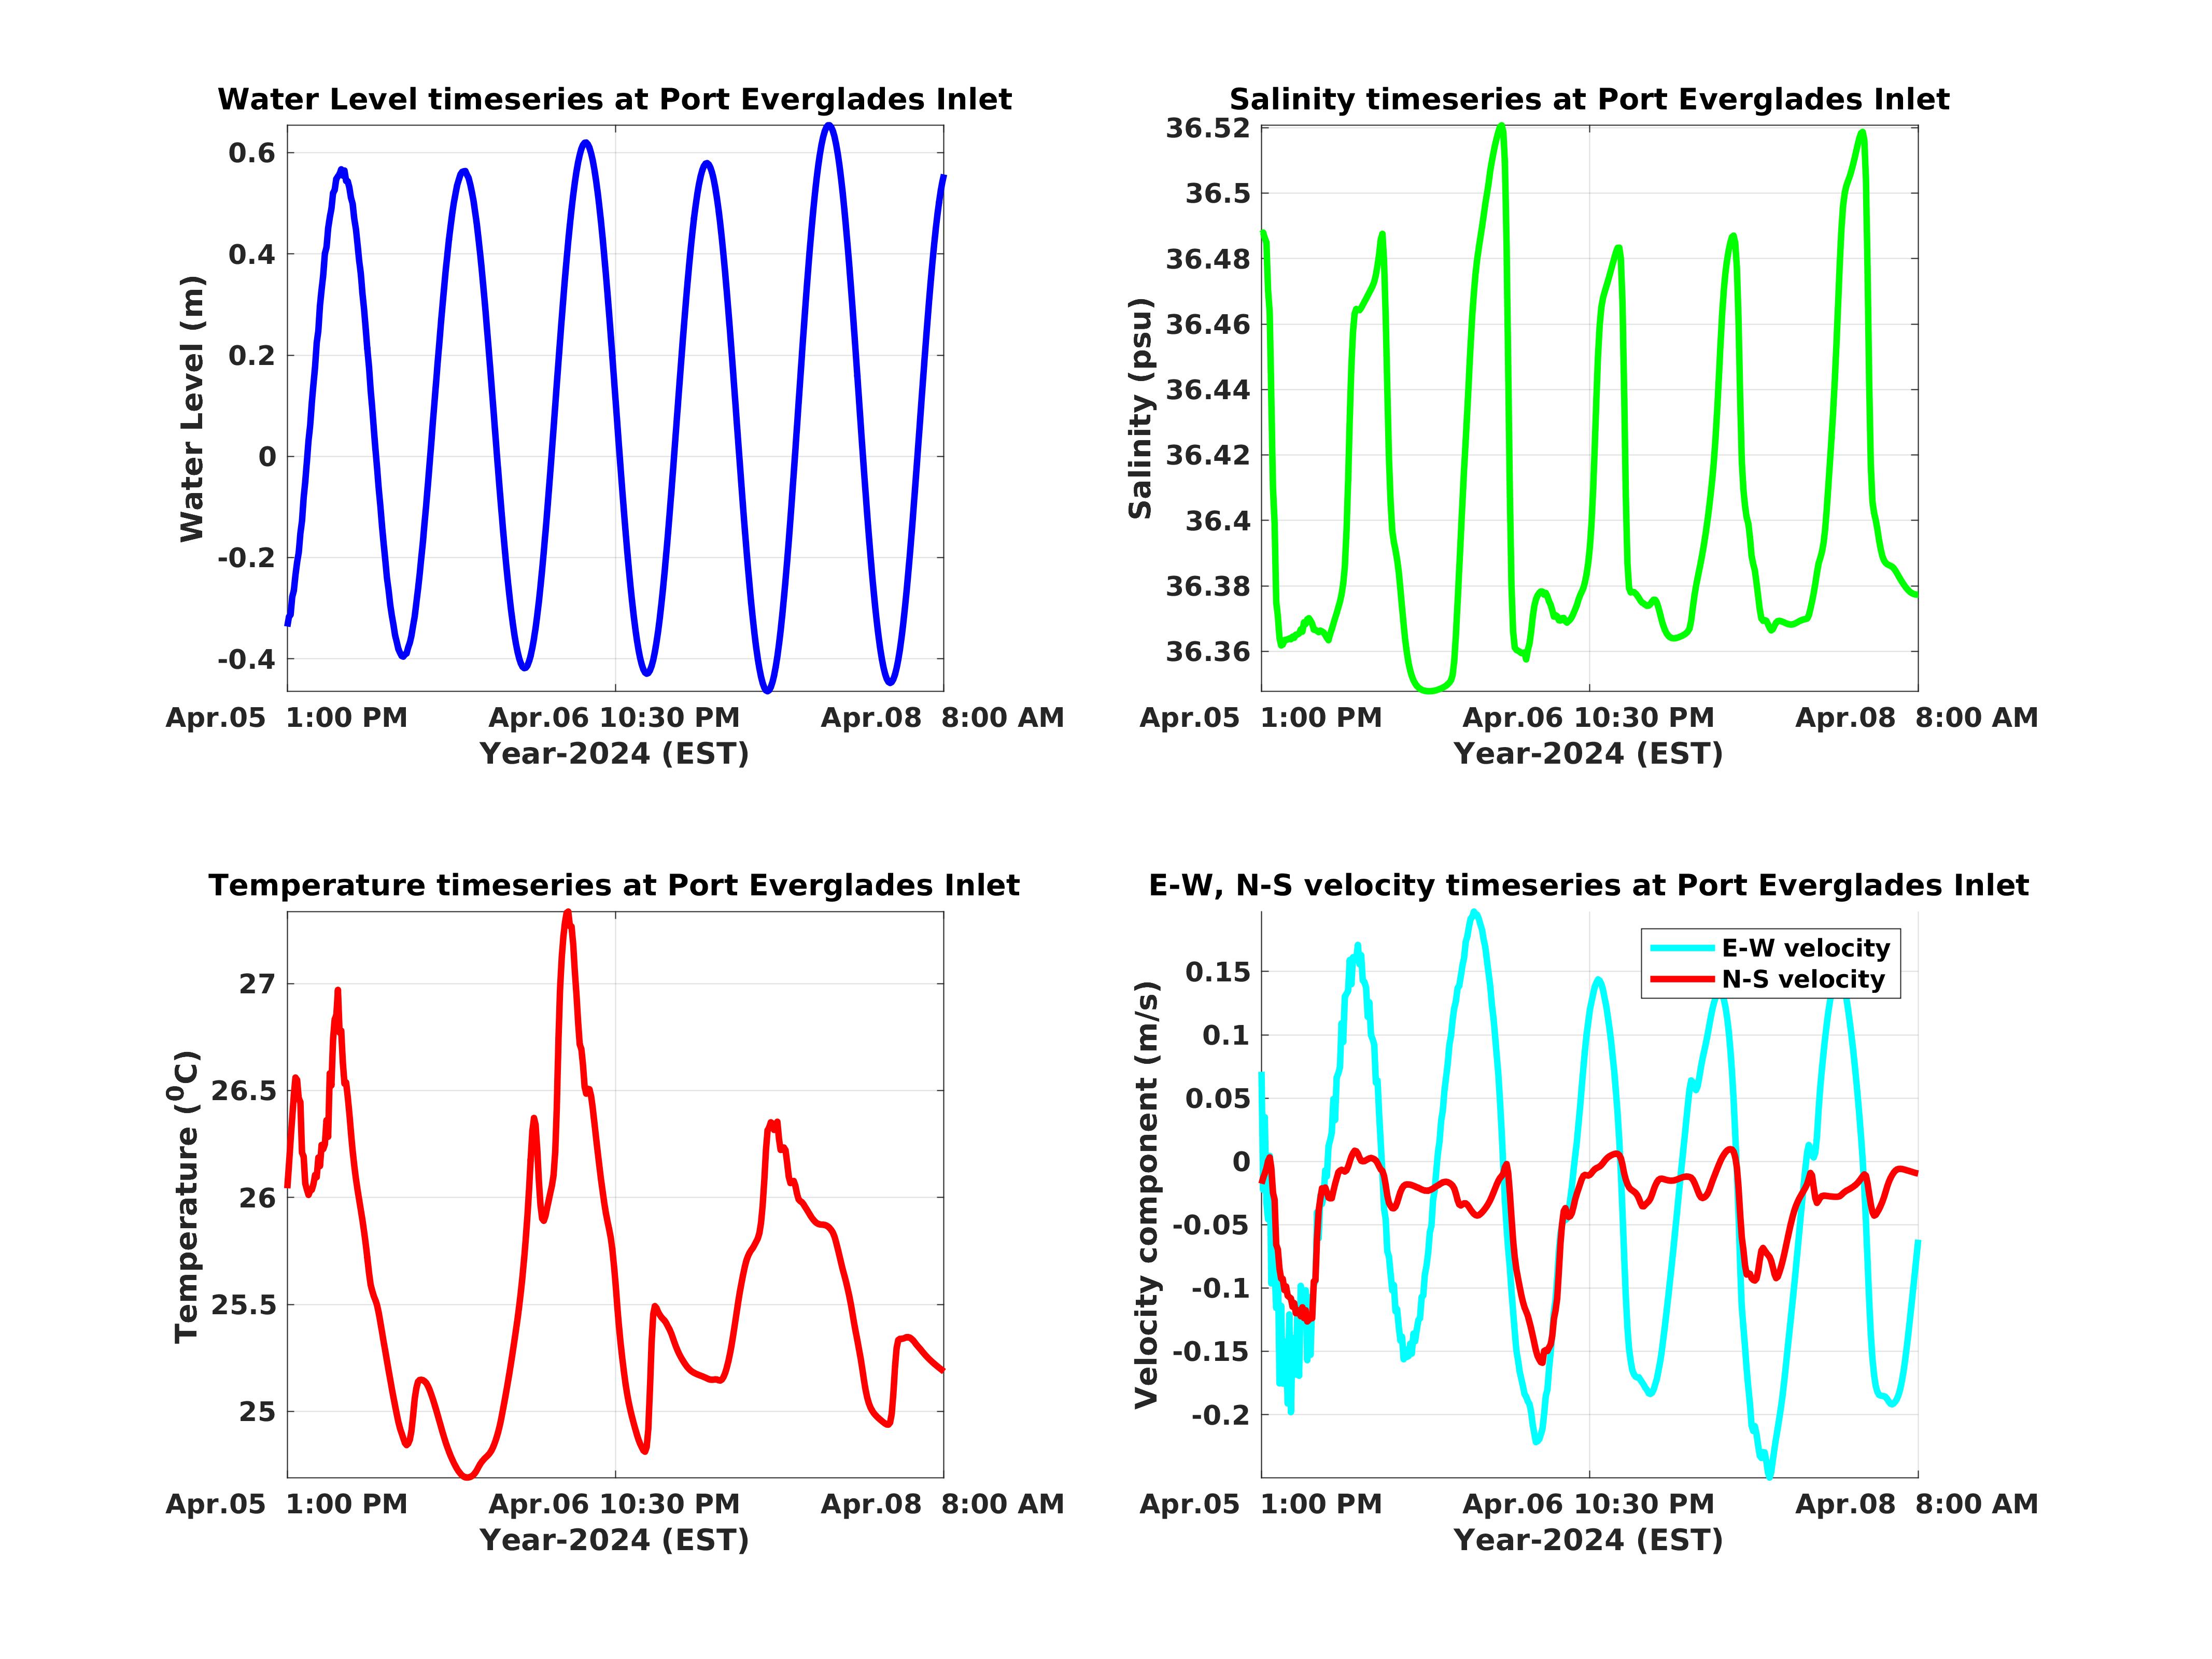 Water Level timeseries at Port Everglades Inlet
Water Level (m)
0.6
0.4
0.2
0
-0.2
-0.4
Apr.05 1:00 PM Apr.06 10:30 PM Apr.08 8:00 AM
Year-2024 (EST)
Salinity timeseries at Port Everglades Inlet
Salinity (psu)
36.52
36.5
36.48
36.46
36.44
36.42
36.4
36.38
36.36
Apr.05 1:00 PM Apr.06 10:30 PM Apr.08 8:00 AM
Year-2024 (EST)
Temperature timeseries at Port Everglades Inlet
Temperature (⁰C)
27
26.5
26
25.5
25
Apr.05 1:00 PM Apr.06 10:30 PM Apr.08 8:00 AM
Year-2024 (EST)
E-W, N-S velocity timeseries at Port Everglades Inlet
Velocity component (m/s)
0.15
0.1
0.05
0
-0.05
-0.1
-0.15
-0.2
E-W velocity
N-S velocity
Apr.05 1:00 PM Apr.06 10:30 PM Apr.08 8:00 AM
Year-2024 (EST)